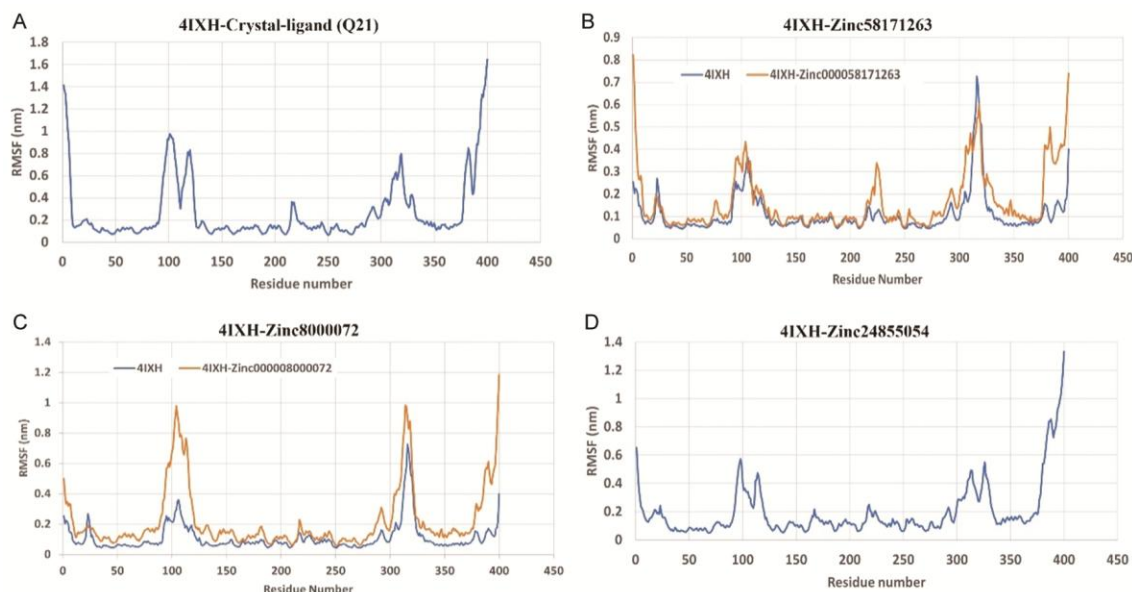 A
4IXH-Crystal-ligand (Q21)
1.8
1.6
1.4
1.2
1
0.8
0.6
0.4
0.2
0
RMSF (nm)
0 50 100 150 200 250 300 350 400 450
Residue number
B
4IXH-Zinc58171263
4IXH 4IXH-Zinc000058171263
0.9
0.8
0.7
0.6
0.5
0.4
0.3
0.2
0.1
0
RMSF (nm)
0 50 100 150 200 250 300 350 400 450
Residue number
C
4IXH-Zinc8000072
4IXH 4IXH-Zinc000008000072
1.4
1.2
1
0.8
0.6
0.4
0.2
0
RMSF (nm)
0 50 100 150 200 250 300 350 400 450
Residue Number
D
4IXH-Zinc24855054
1.4
1.2
1
0.8
0.6
0.4
0.2
0
RMSF (nm)
0 50 100 150 200 250 300 350 400 450
Residue number